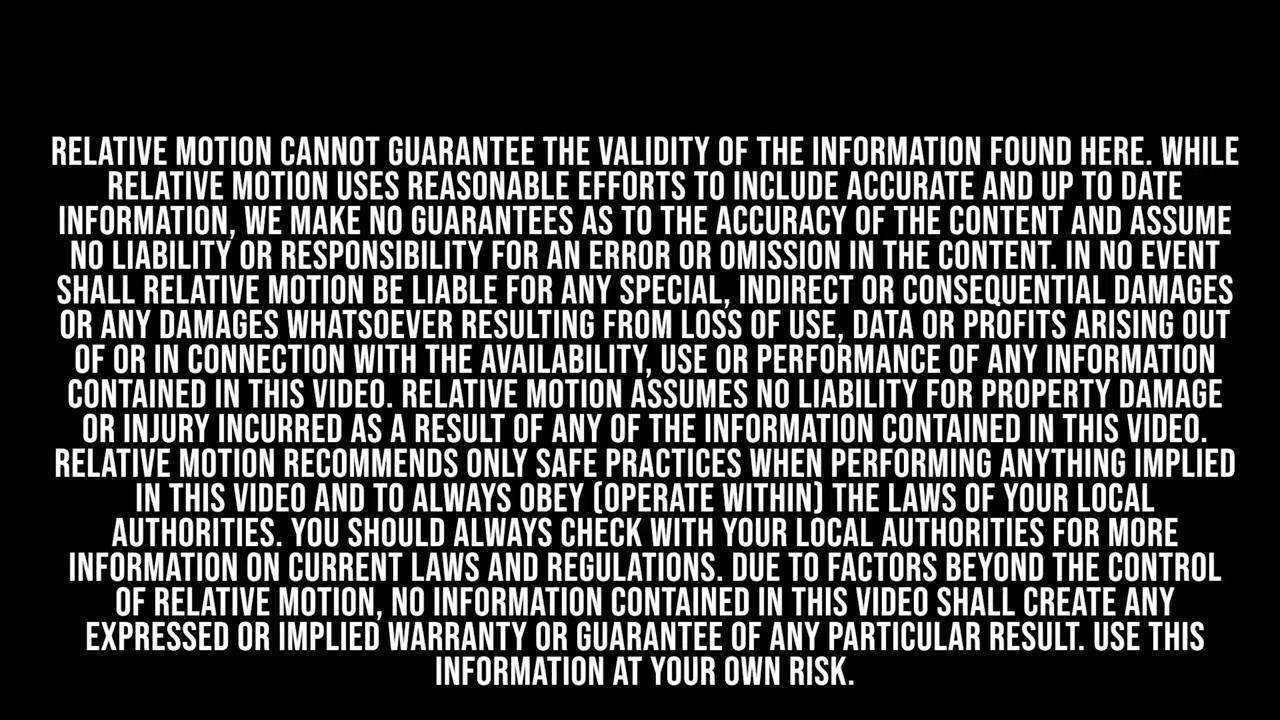 RELATIVE MOTION CANNOT GUARANTEE THE VALIDITY OF THE INFORMATION FOUND HERE. WHILE
RELATIVE MOTION USES REASONABLE EFFORTS TO INCLUDE ACCURATE AND UP TO DATE
INFORMATION, WE MAKE NO GUARANTEES AS TO THE ACCURACY OF THE CONTENT AND ASSUME
NO LIABILITY OR RESPONSIBILITY FOR AN ERROR OR OMISSION IN THE CONTENT. IN NO EVENT
SHALL RELATIVE MOTION BE LIABLE FOR ANY SPECIAL, INDIRECT OR CONSEQUENTIAL DAMAGES
OR ANY DAMAGES WHATSOEVER RESULTING FROM LOSS OF USE, DATA OR PROFITS ARISING OUT
OF OR IN CONNECTION WITH THE AVAILABILITY, USE OR PERFORMANCE OF ANY INFORMATION
CONTAINED IN THIS VIDEO. RELATIVE MOTION ASSUMES NO LIABILITY FOR PROPERTY DAMAGE
OR INJURY INCURRED AS A RESULT OF ANY OF THE INFORMATION CONTAINED IN THIS VIDEO.
RELATIVE MOTION RECOMMENDS ONLY SAFE PRACTICES WHEN PERFORMING ANYTHING IMPLIED
IN THIS VIDEO AND TO ALWAYS OBEY (OPERATE WITHIN) THE LAWS OF YOUR LOCAL
AUTHORITIES. YOU SHOULD ALWAYS CHECK WITH YOUR LOCAL AUTHORITIES FOR MORE
INFORMATION ON CURRENT LAWS AND REGULATIONS. DUE TO FACTORS BEYOND THE CONTROL
OF RELATIVE MOTION, NO INFORMATION CONTAINED IN THIS VIDEO SHALL CREATE ANY
EXPRESSED OR IMPLIED WARRANTY OR GUARANTEE OF ANY PARTICULAR RESULT. USE THIS
INFORMATION AT YOUR OWN RISK.